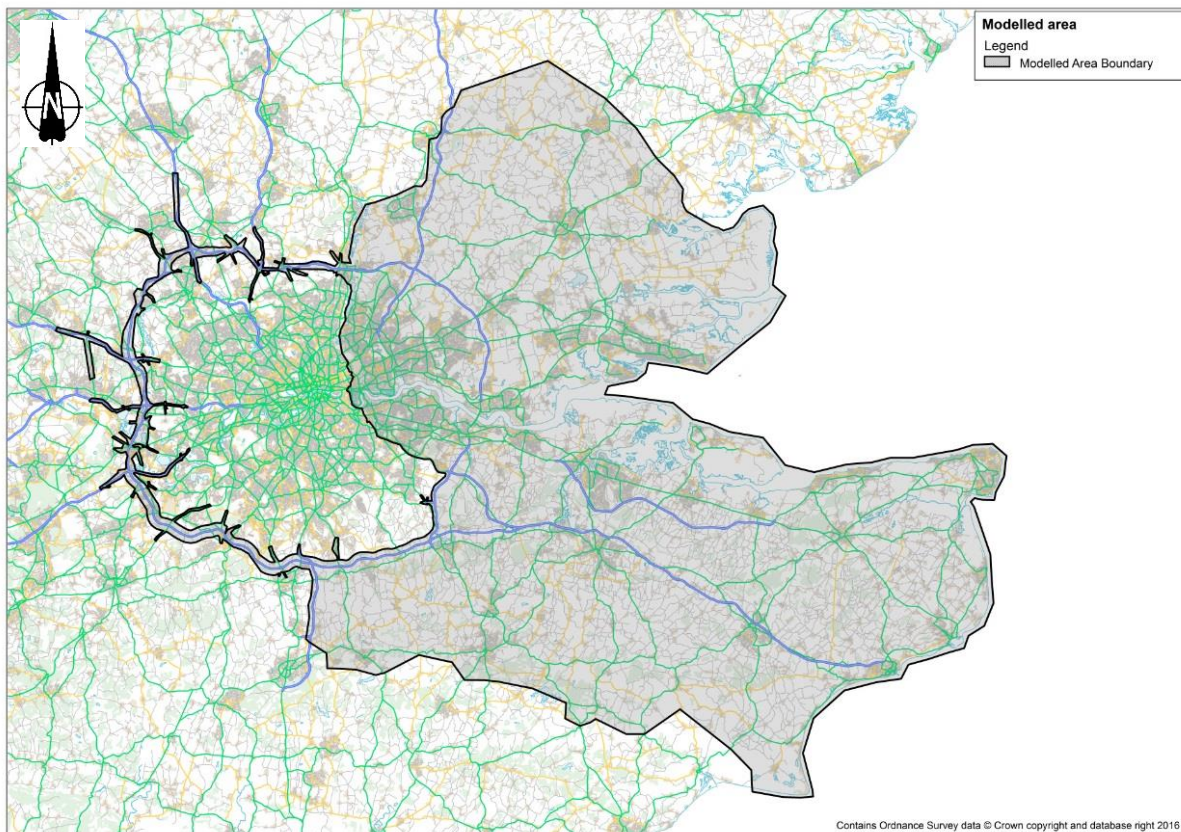 N
Modelled area
Legend
Modelled Area Boundary
Contains Ordnance Survey data © Crown copyright and database right 2016